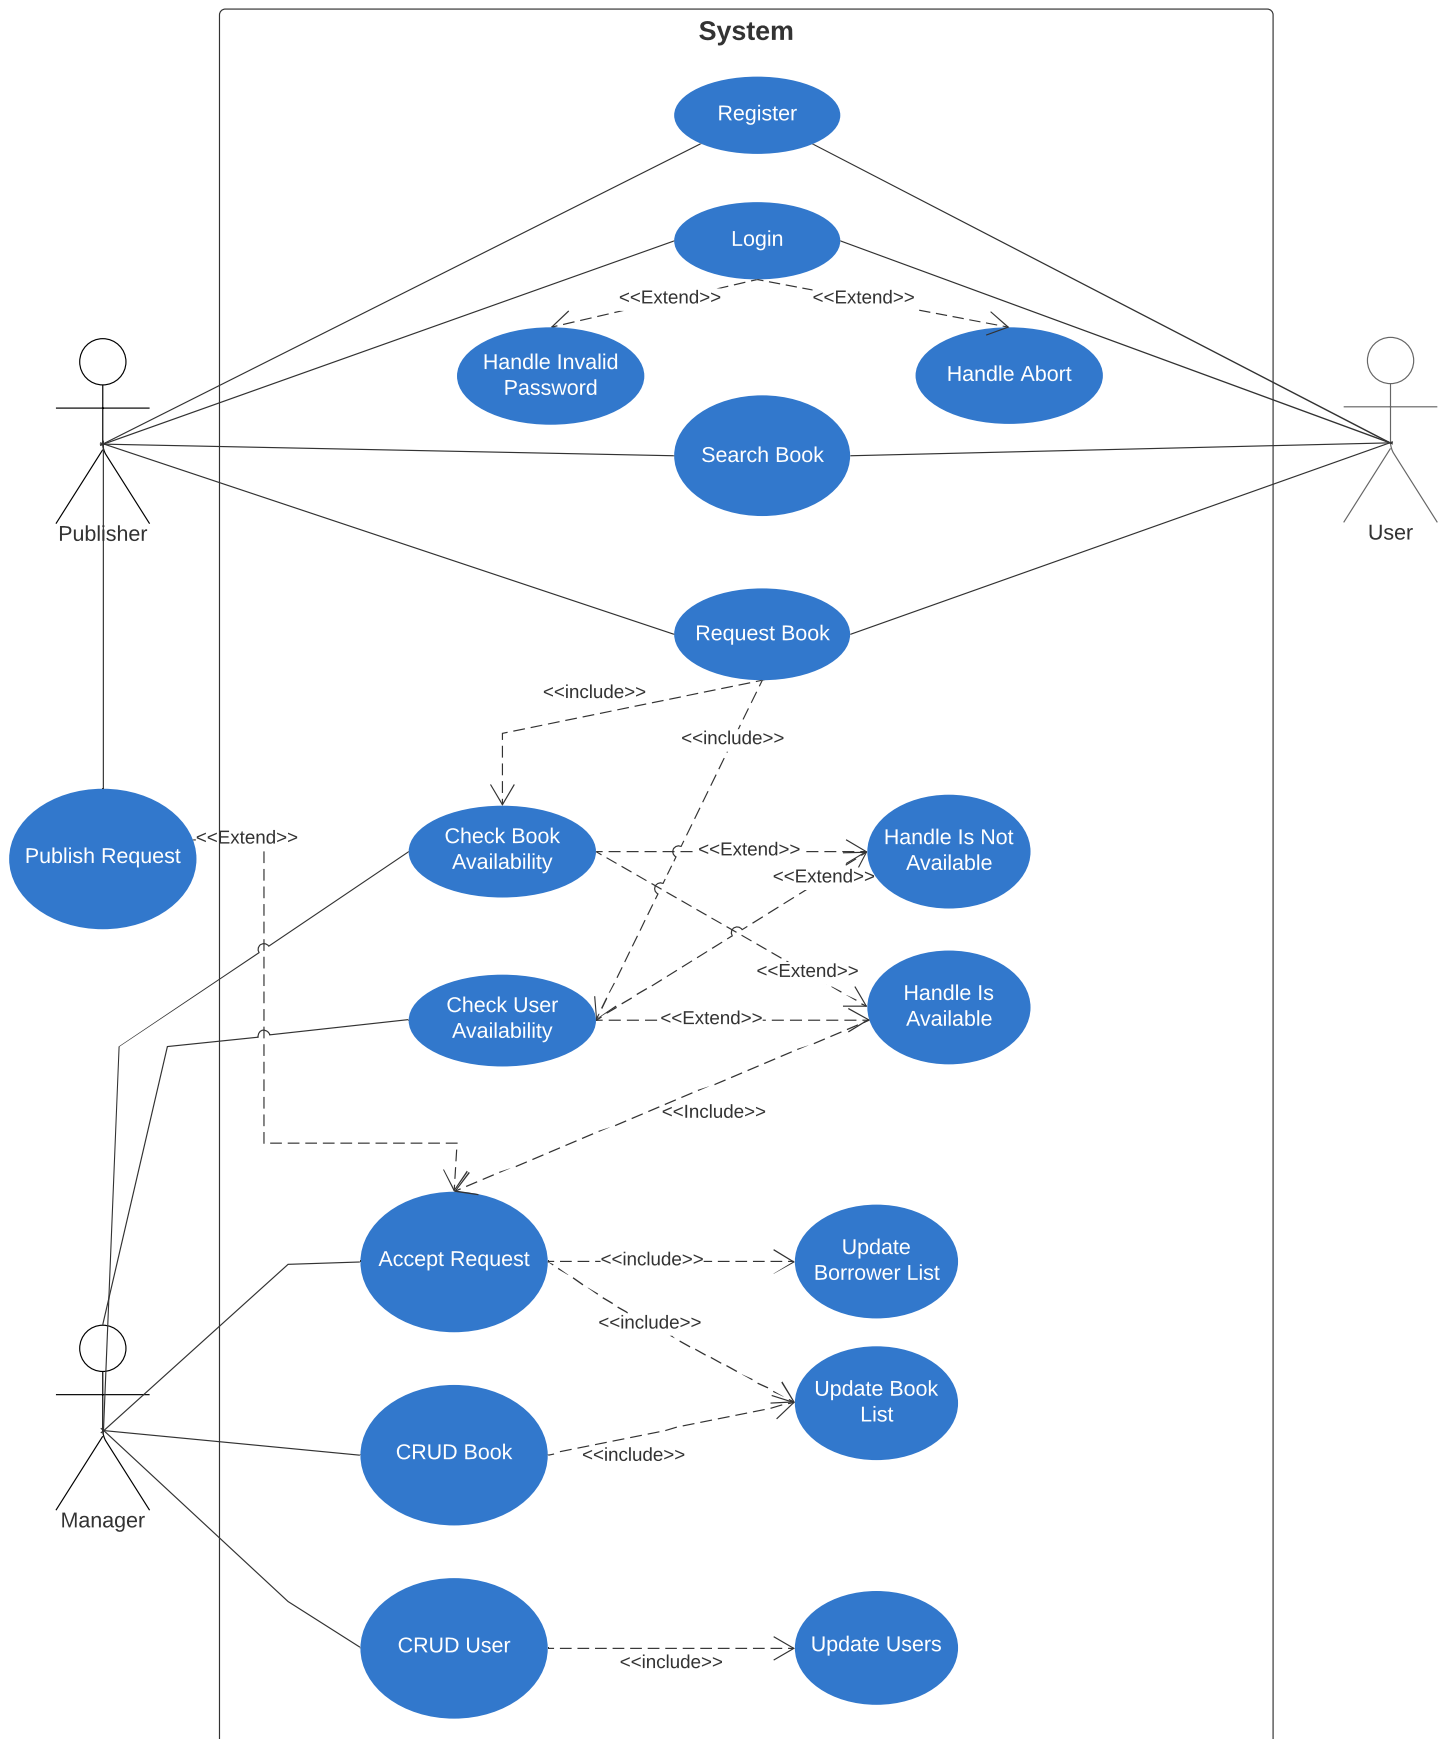 System
Register
Login
<<Extend>>
<<Extend>>
Handle Invalid
Password
Handle Abort
Search Book
Publisher
User
Request Book
<<include>>
<<include>>
Publish Request
<<Extend>>
Check Book
Availability
<<Extend>>
Handle Is Not
Available
<<Extend>>
<<Extend>>
Handle Is
Available
Check User
Availability
<<Extend>>
<<Include>>
Accept Request
<<include>>
Update
Borrower List
<<include>>
Update Book
List
CRUD Book
<<include>>
Manager
CRUD User
<<include>>
Update Users